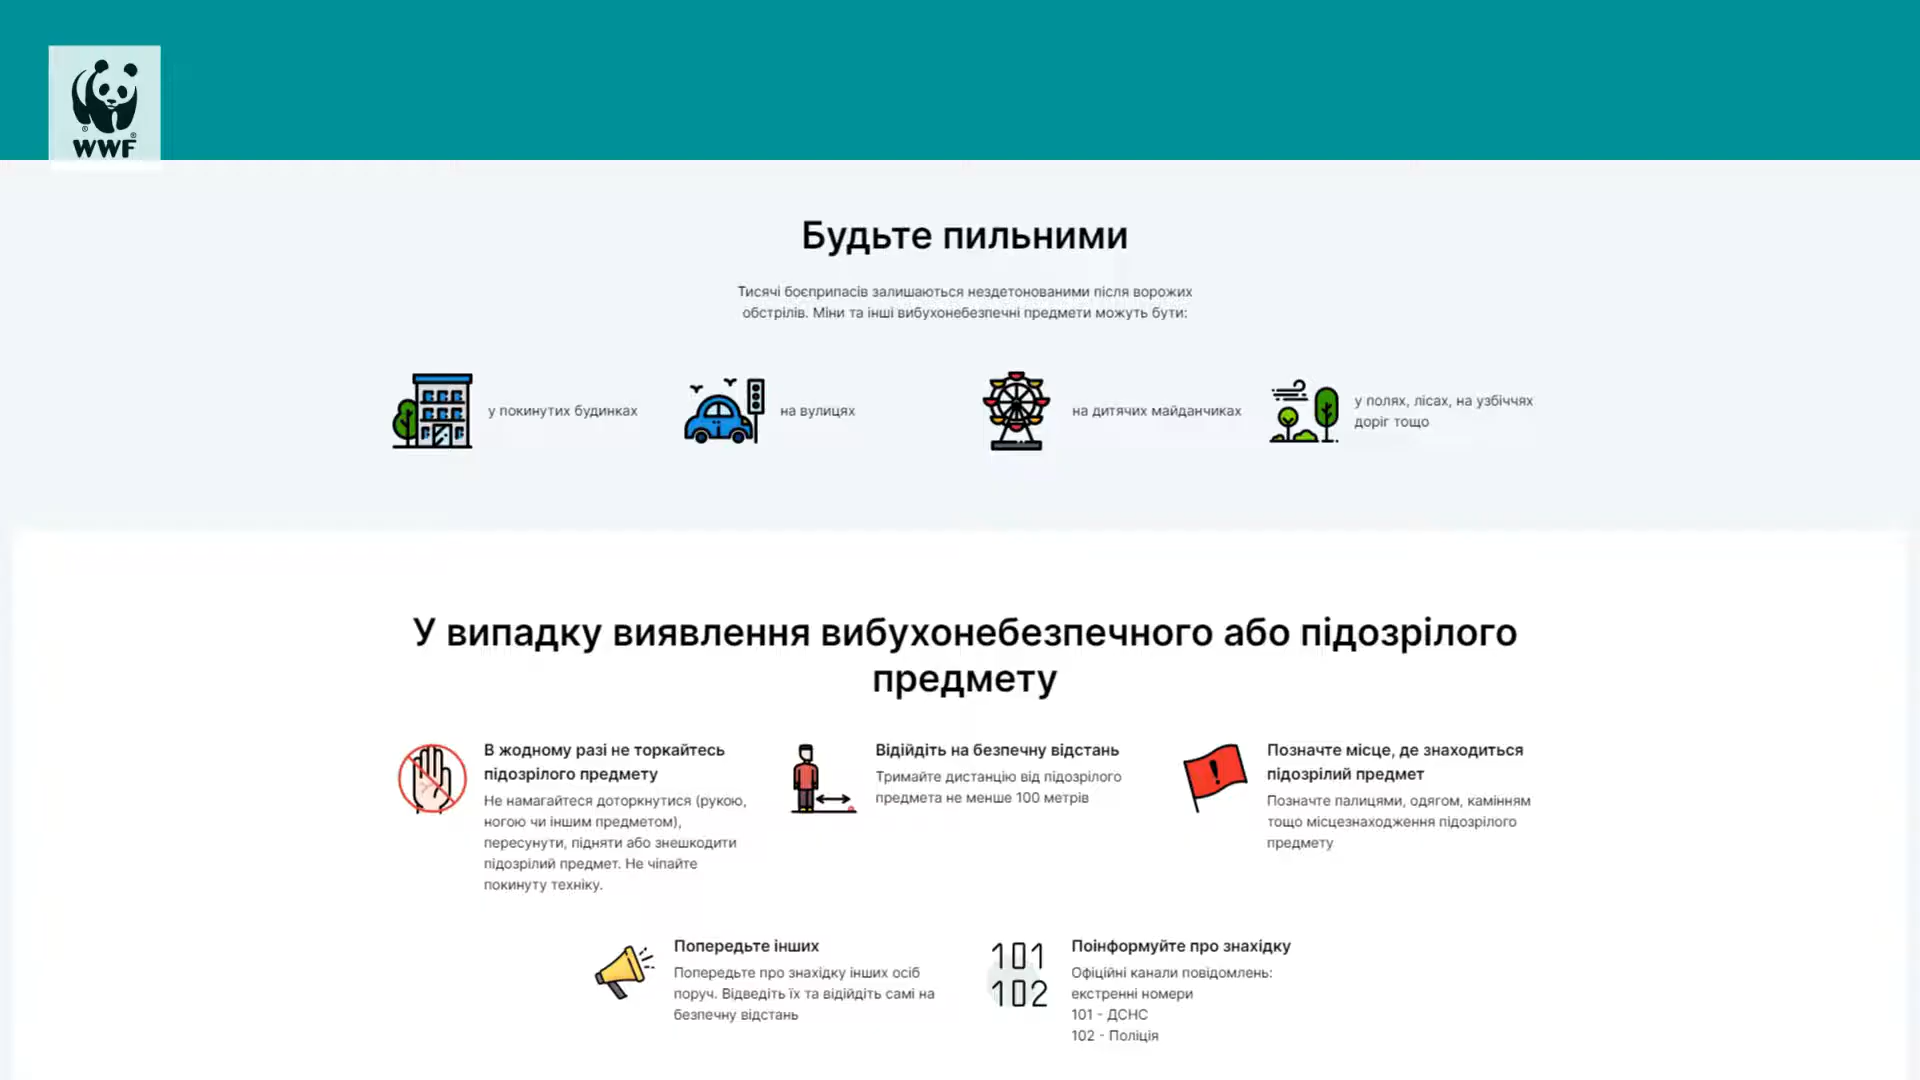 WWF
Будьте пильними
Тисячі боєприпасів залишаються нездетонованими після ворожих
обстрілів. Міни та інші вибухонебезпечні предмети можуть бути:
у покинутих будинках
на вулицях
на дитячих майданчиках
у полях, лісах, на узбіччях
доріг тощо
У випадку виявлення вибухонебезпечного або підозрілого
предмету
В жодному разі не торкайтесь
підозрілого предмету
Не намагайтеся доторкнутися (рукою,
ногою чи іншим предметом),
пересунути, підняти або знешкодити
підозрілий предмет. Не чіпайте
покинуту техніку.
Відійдіть на безпечну відстань
Тримайте дистанцію від підозрілого
предмета не менше 100 метрів
Позначте місце, де знаходиться
підозрілий предмет
Позначте палицями, одягом, камінням
тощо місцезнаходження підозрілого
предмету
Попередьте інших
Попередьте про знахідку інших осіб
поруч. Відведіть їх та відійдіть самі на
безпечну відстань
101
102
Поінформуйте про знахідку
Офіційні канали повідомлень:
екстренні номери
101 - ДСНС
102 - Поліція